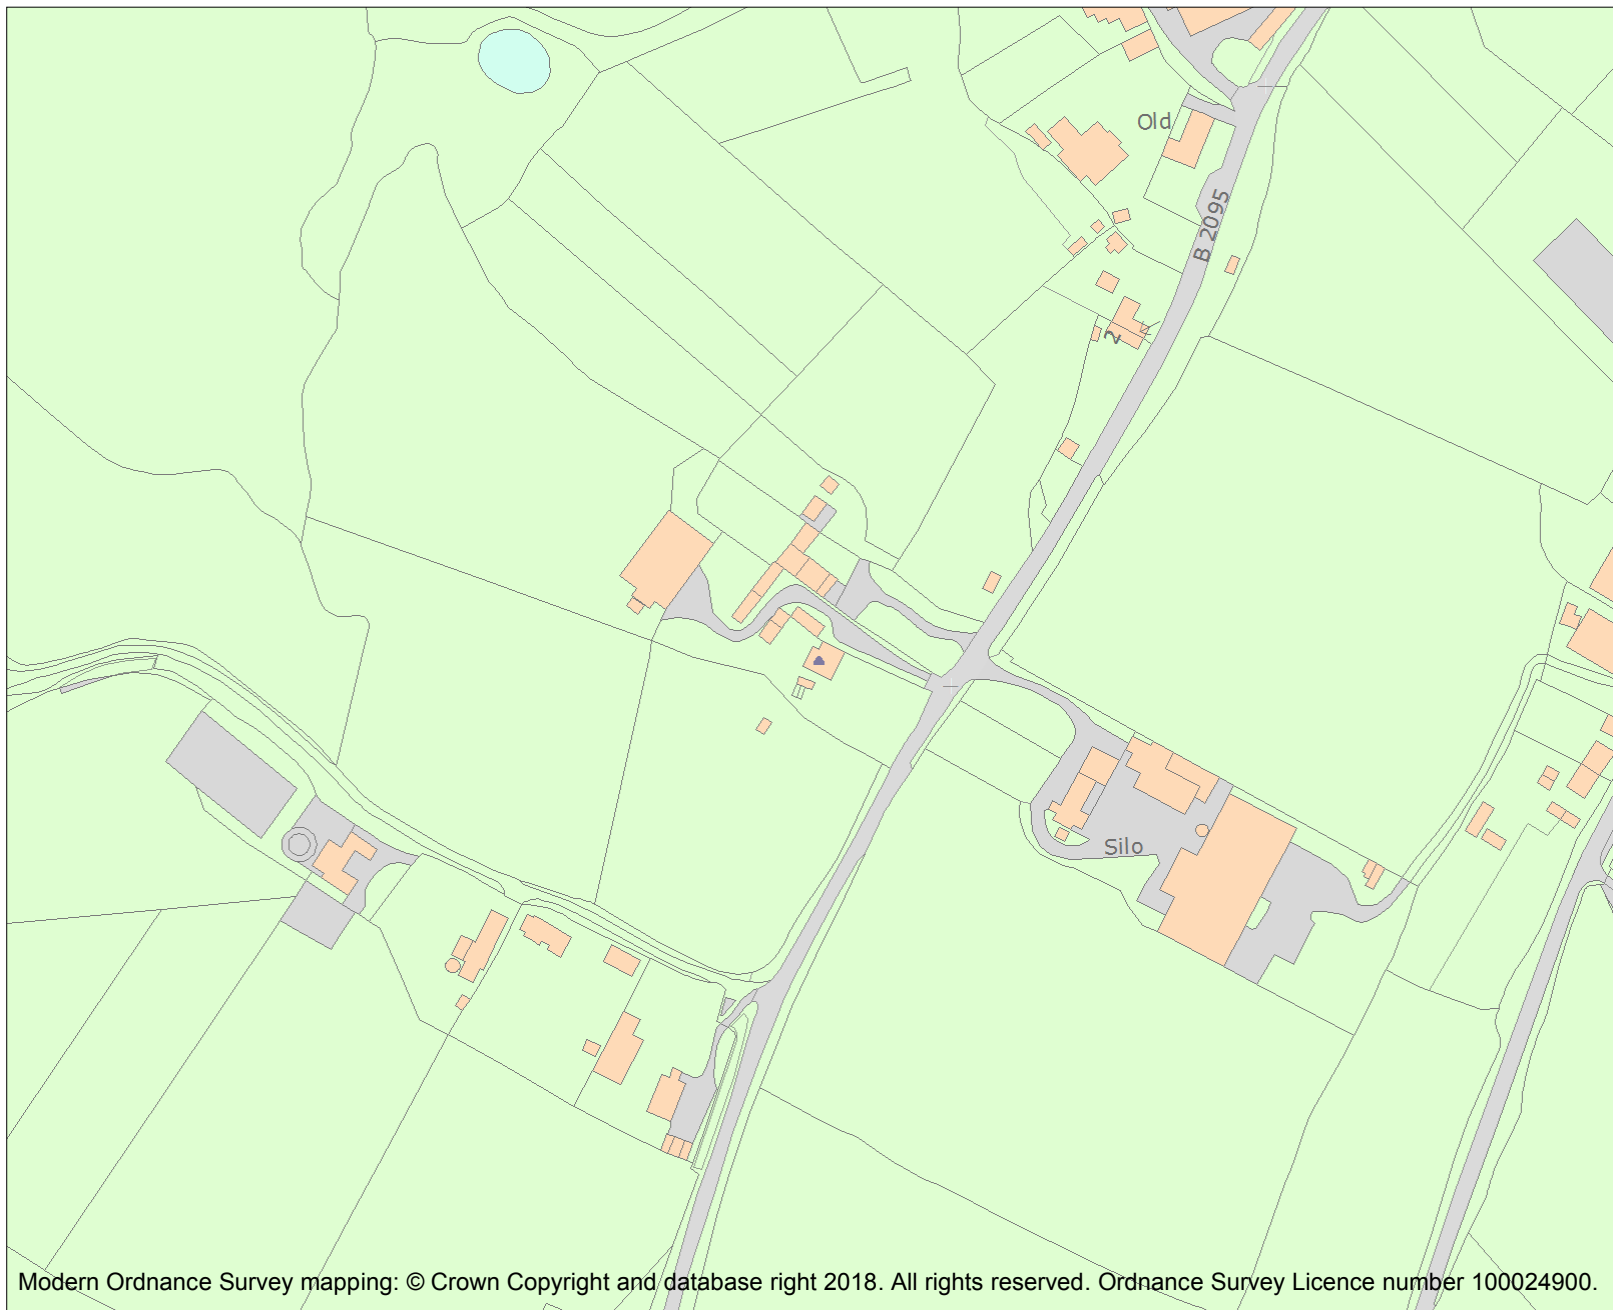 Old
B 2095
2
Silo
Modern Ordnance Survey mapping: © Crown Copyright and database right 2018. All rights reserved. Ordnance Survey Licence number 100024900.